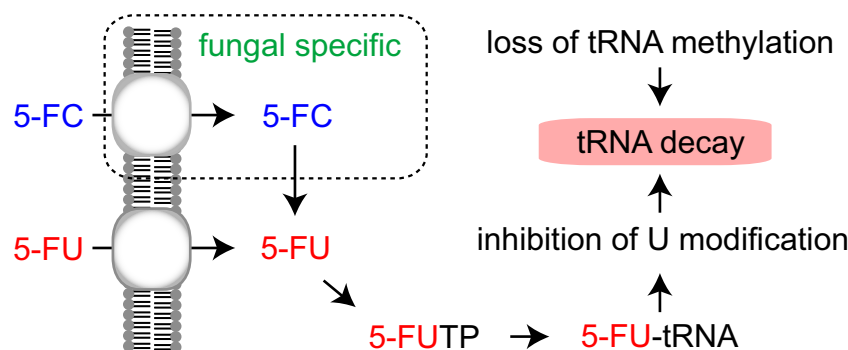 fungal specific
loss of tRNA methylation
5-FC
5-FC
tRNA decay
5-FU
5-FU
inhibition of U modification
5-FUTP
5-FU-tRNA